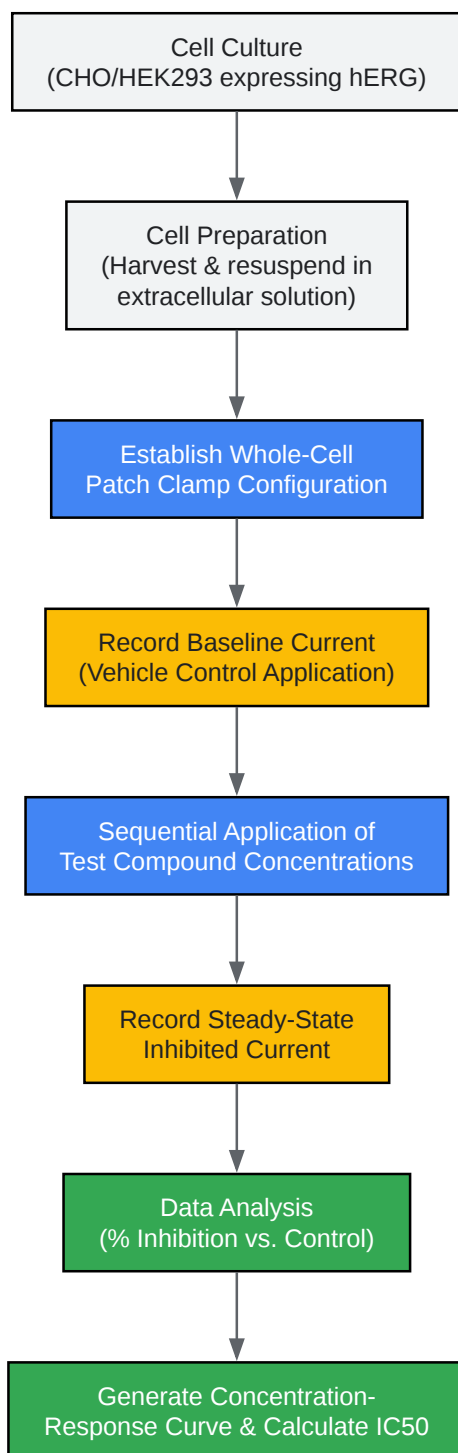 Cell Culture
(CHO/HEK293 expressing hERG)
Cell Preparation
(Harvest & resuspend in
extracellular solution)
Establish Whole-Cell
Patch Clamp Configuration
Record Baseline Current
(Vehicle Control Application)
Sequential Application of
Test Compound Concentrations
Record Steady-State
Inhibited Current
Data Analysis
(% Inhibition vs. Control)
Generate Concentration-
Response Curve & Calculate IC50